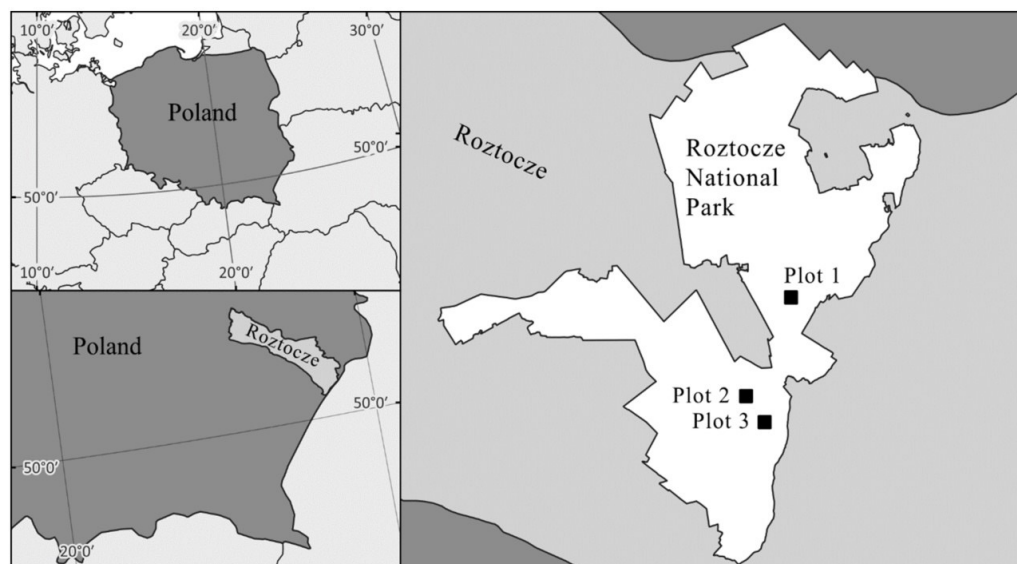 10°0′
20°0′
30°0′
Poland
50°0′
50°0′
10°0′
20°0′
Poland
Roztocze
50°0′
50°0′
20°0′
Roztocze
Roztocze
National
Park
Plot 1
Plot 2
Plot 3